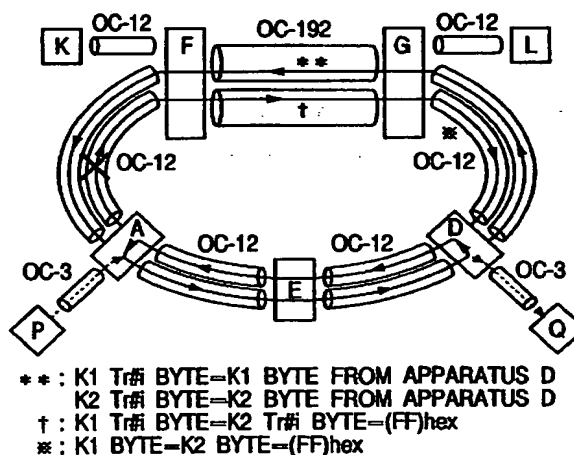 OC-12 OC-192 OC-12
K F G L
**
†
※
OC-12 OC-12
A OC-12 OC-12 D
OC-3 E OC-3
P Q
** : K1 Tr#i BYTE=K1 BYTE FROM APPARATUS D
K2 Tr#i BYTE=K2 BYTE FROM APPARATUS D
† : K1 Tr#i BYTE=K2 Tr#i BYTE=(FF)hex
※ : K1 BYTE=K2 BYTE=(FF)hex